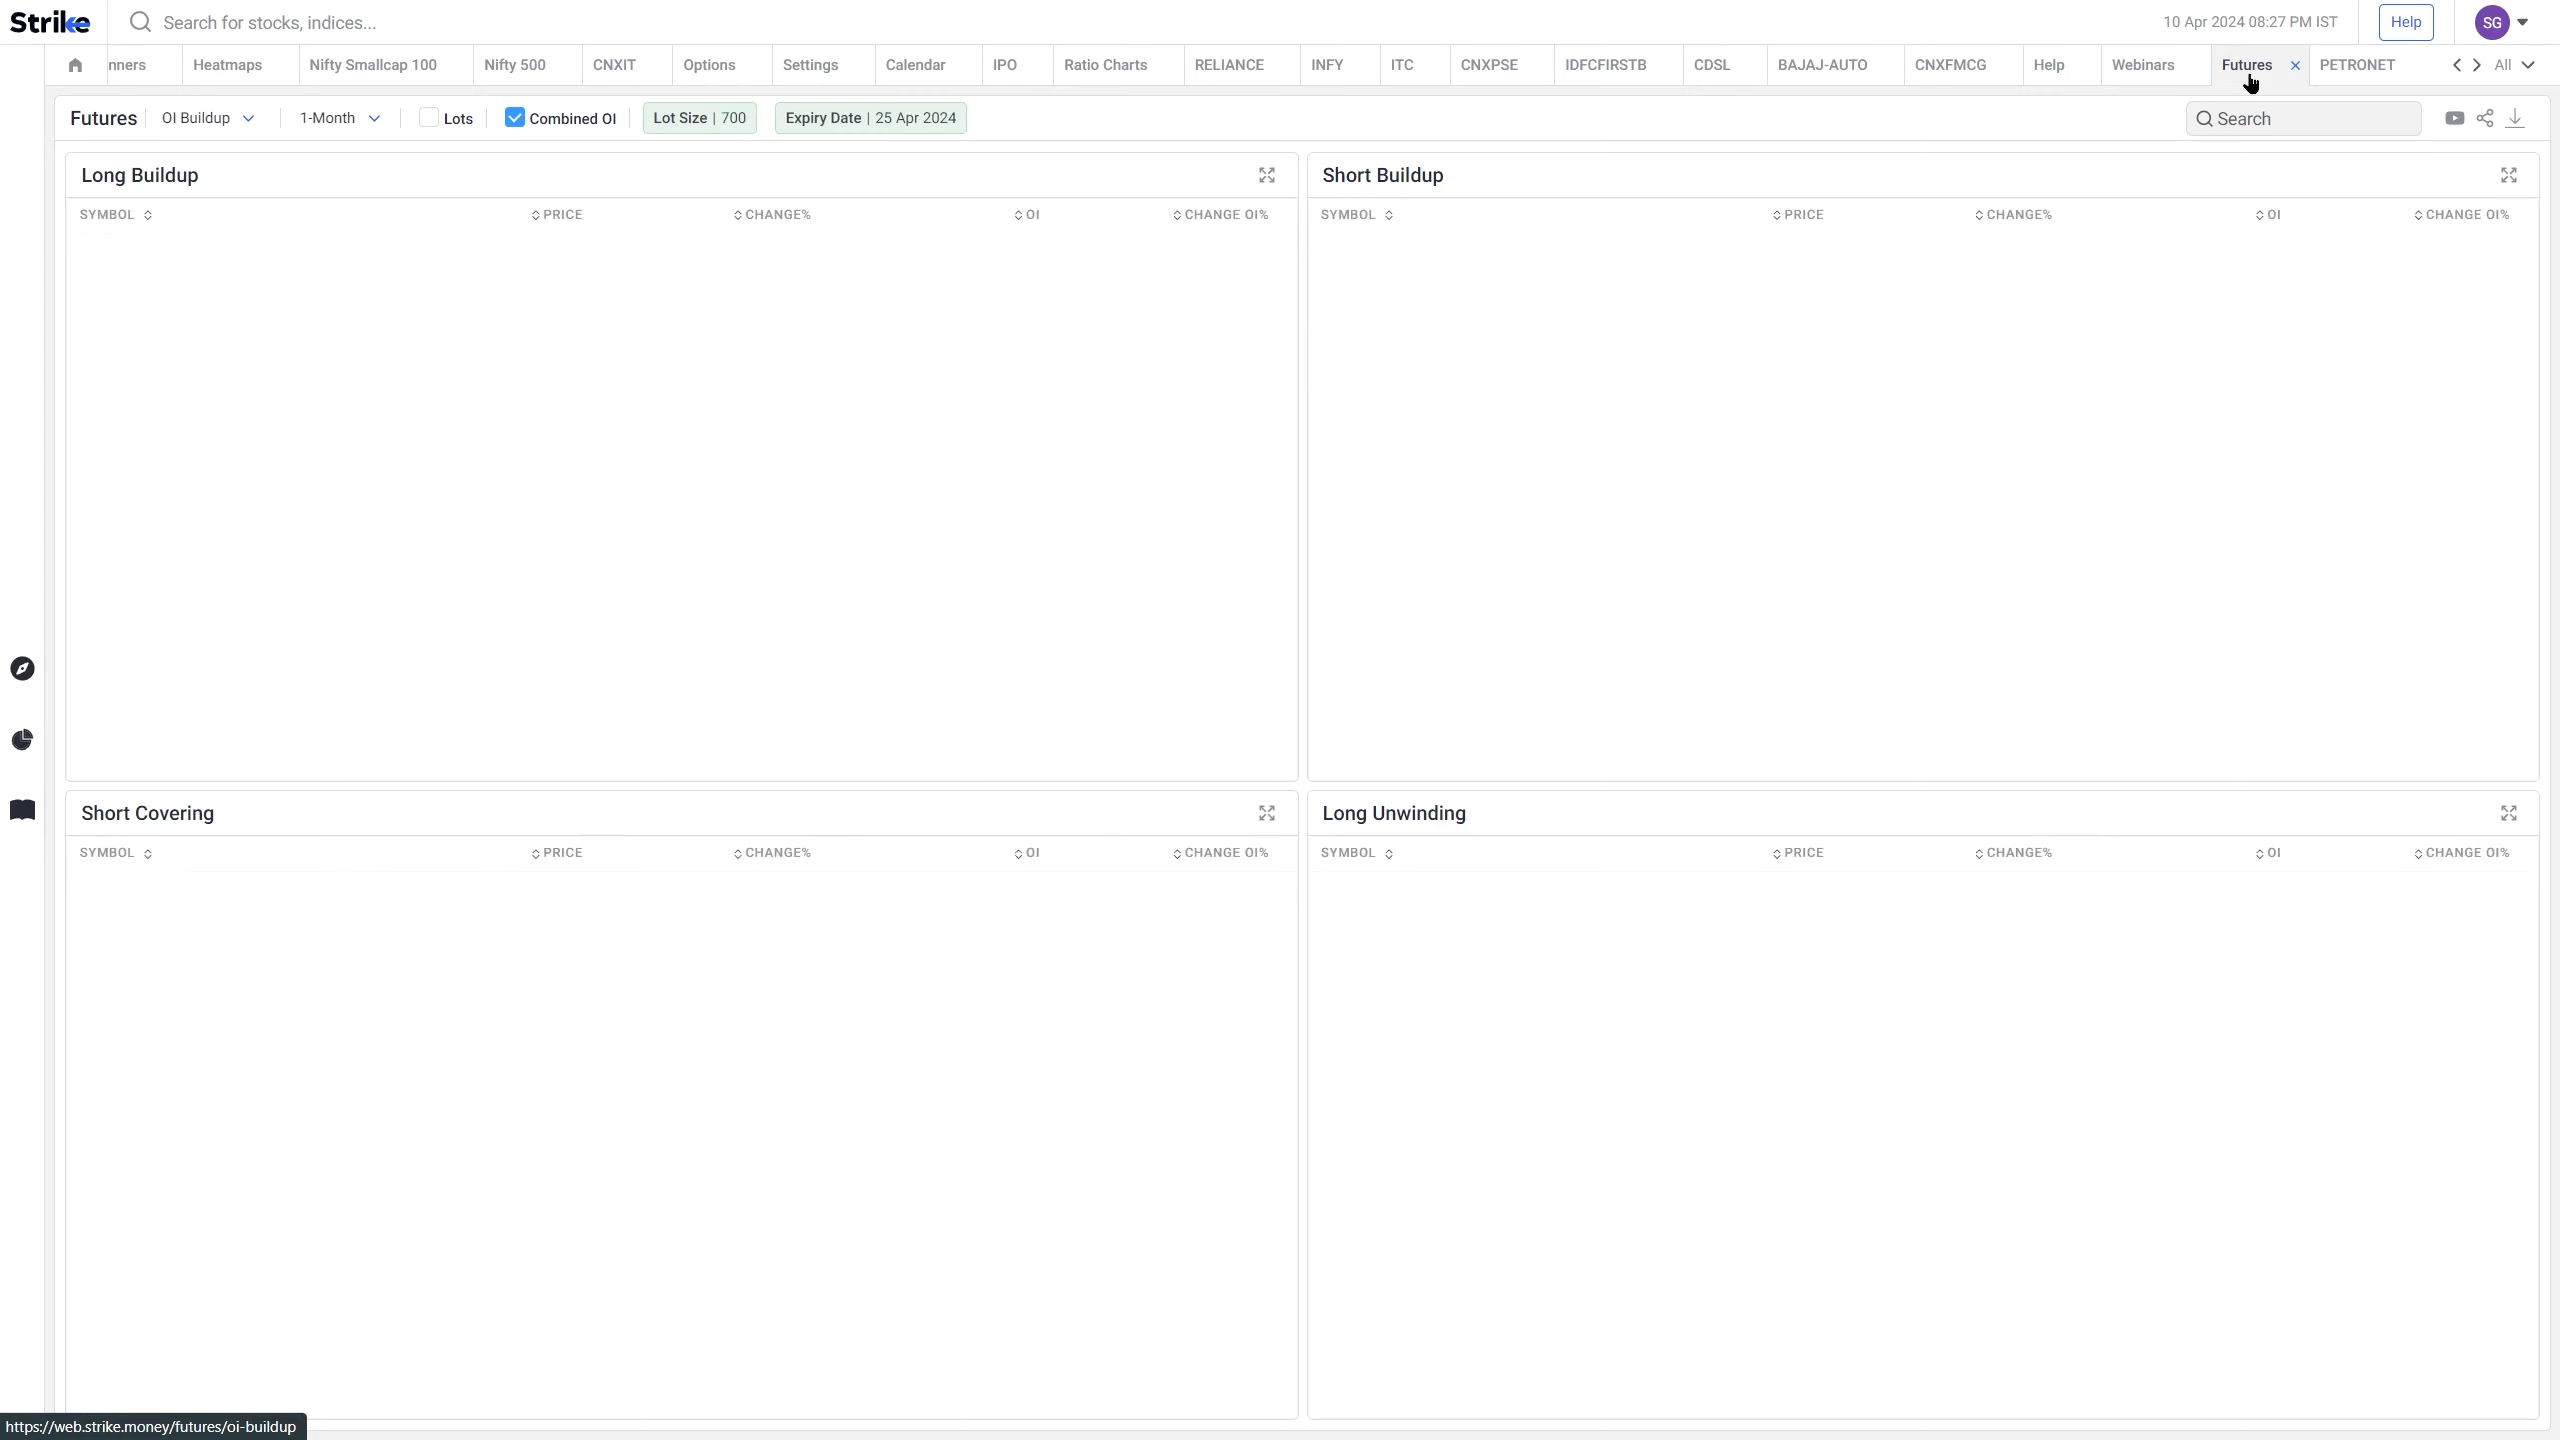 Strike
Search for stocks, indices...
10 Apr 2024 08:27 PM IST
Help
SG
nners
Heatmaps
Nifty Smallcap 100
Nifty 500
CNXIT
Options
Settings
Calendar
IPO
Ratio Charts
RELIANCE
INFY
ITC
CNXPSE
IDFCFIRSTB
CDSL
BAJAJ-AUTO
CNXFMCG
Help
Webinars
Futures
PETRONET
All
Futures
OI Buildup
1-Month
Lots
Combined OI
Lot Size | 700
Expiry Date | 25 Apr 2024
Search
Long Buildup
SYMBOL PRICE CHANGE% OI CHANGE OI%
Short Buildup
SYMBOL PRICE CHANGE% OI CHANGE OI%
Short Covering
SYMBOL PRICE CHANGE% OI CHANGE OI%
Long Unwinding
SYMBOL PRICE CHANGE% OI CHANGE OI%
https://web.strike.money/futures/oi-buildup